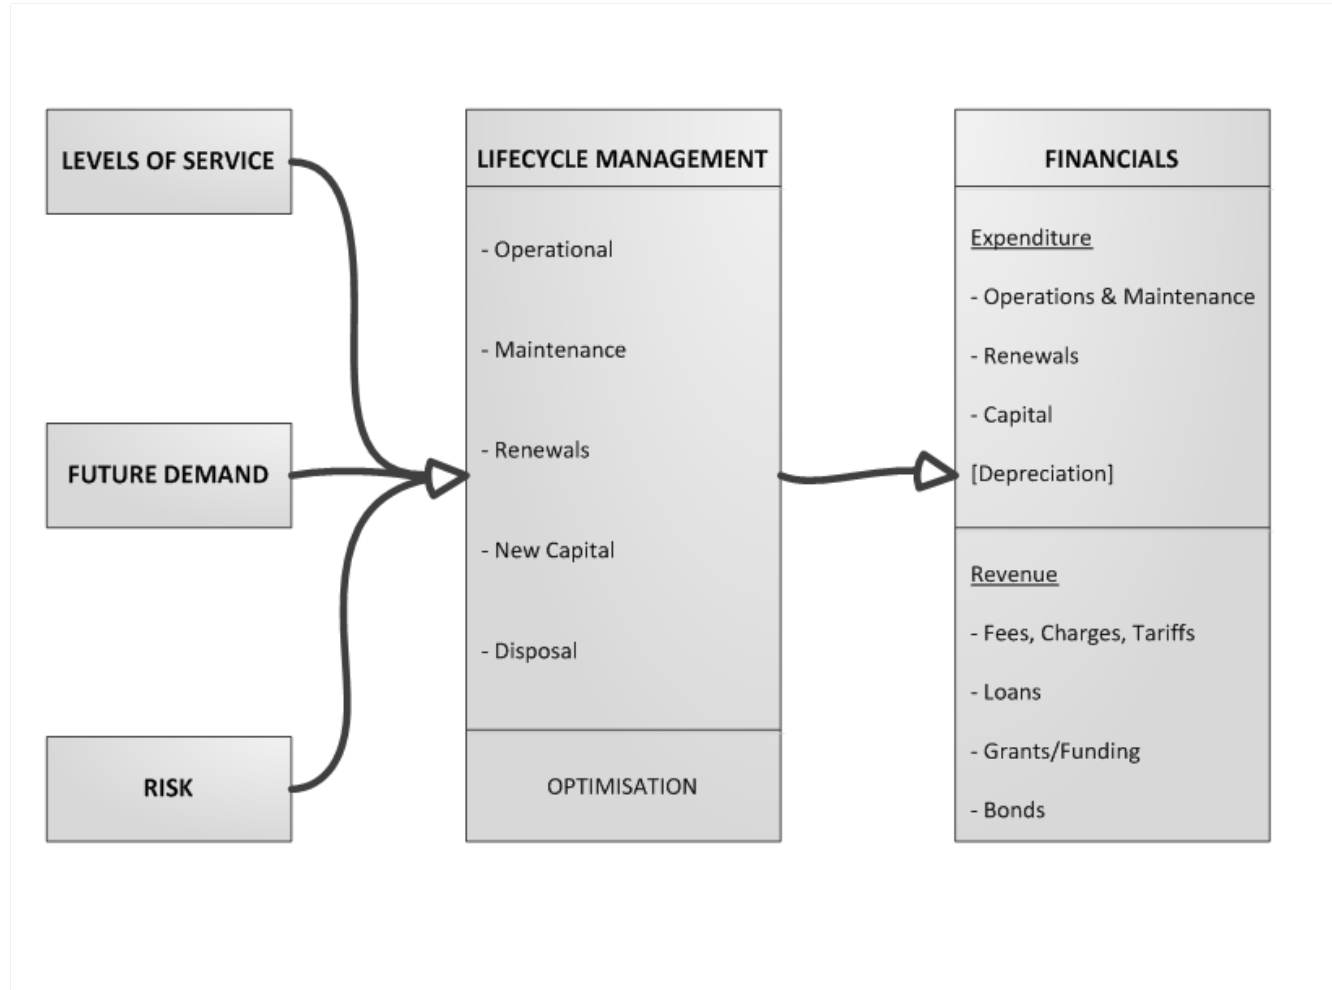 LEVELS OF SERVICE
FUTURE DEMAND
RISK
LIFECYCLE MANAGEMENT
- Operational
- Maintenance
- Renewals
- New Capital
- Disposal
OPTIMISATION
FINANCIALS
Expenditure
- Operations & Maintenance
- Renewals
- Capital
[Depreciation]
Revenue
- Fees, Charges, Tariffs
- Loans
- Grants/Funding
- Bonds